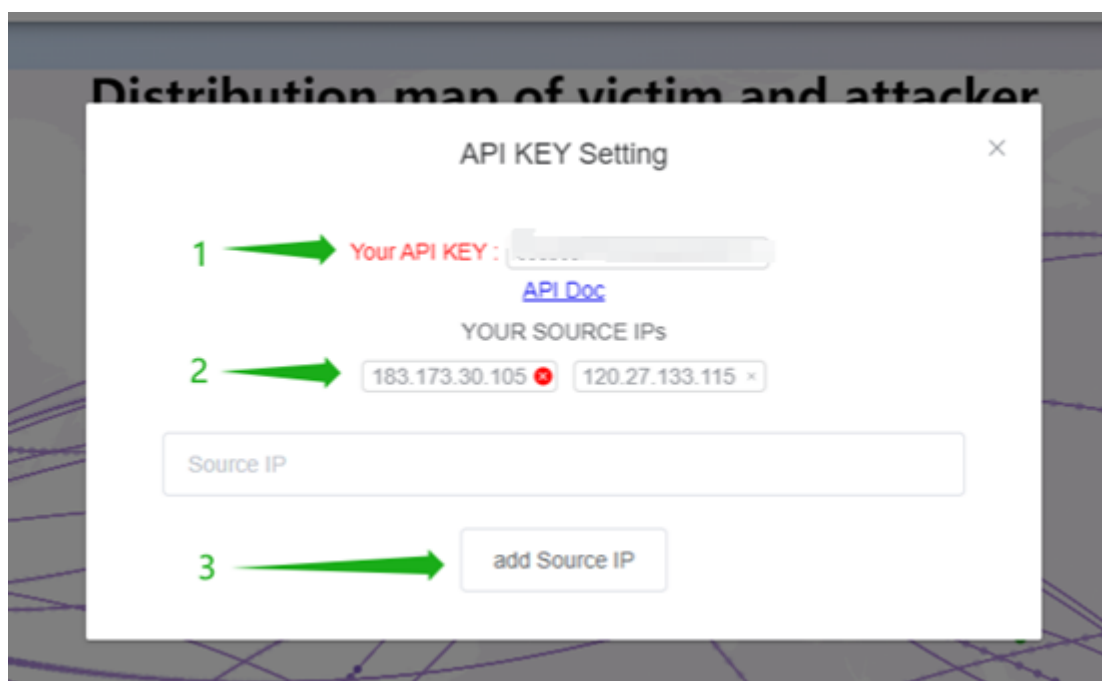 Distribution map of victim and attacker
API KEY Setting
1 Your API KEY :
API Doc
YOUR SOURCE IPs
2 183.173.30.105 120.27.133.115
Source IP
3 add Source IP